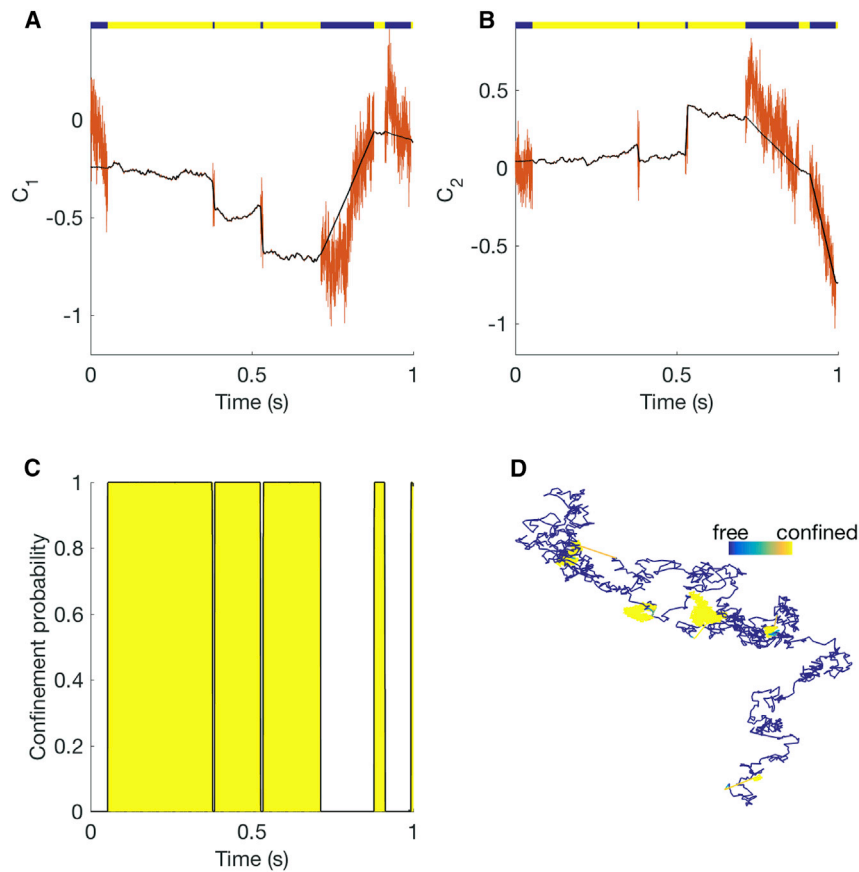 A
B
0
-0.5
-1
C1
0 0.5 1
Time (s)
0.5
0
-0.5
-1
C2
0 0.5 1
Time (s)
C
D
1
0.8
0.6
0.4
0.2
0
Confinement probability
0 0.5 1
Time (s)
free confined